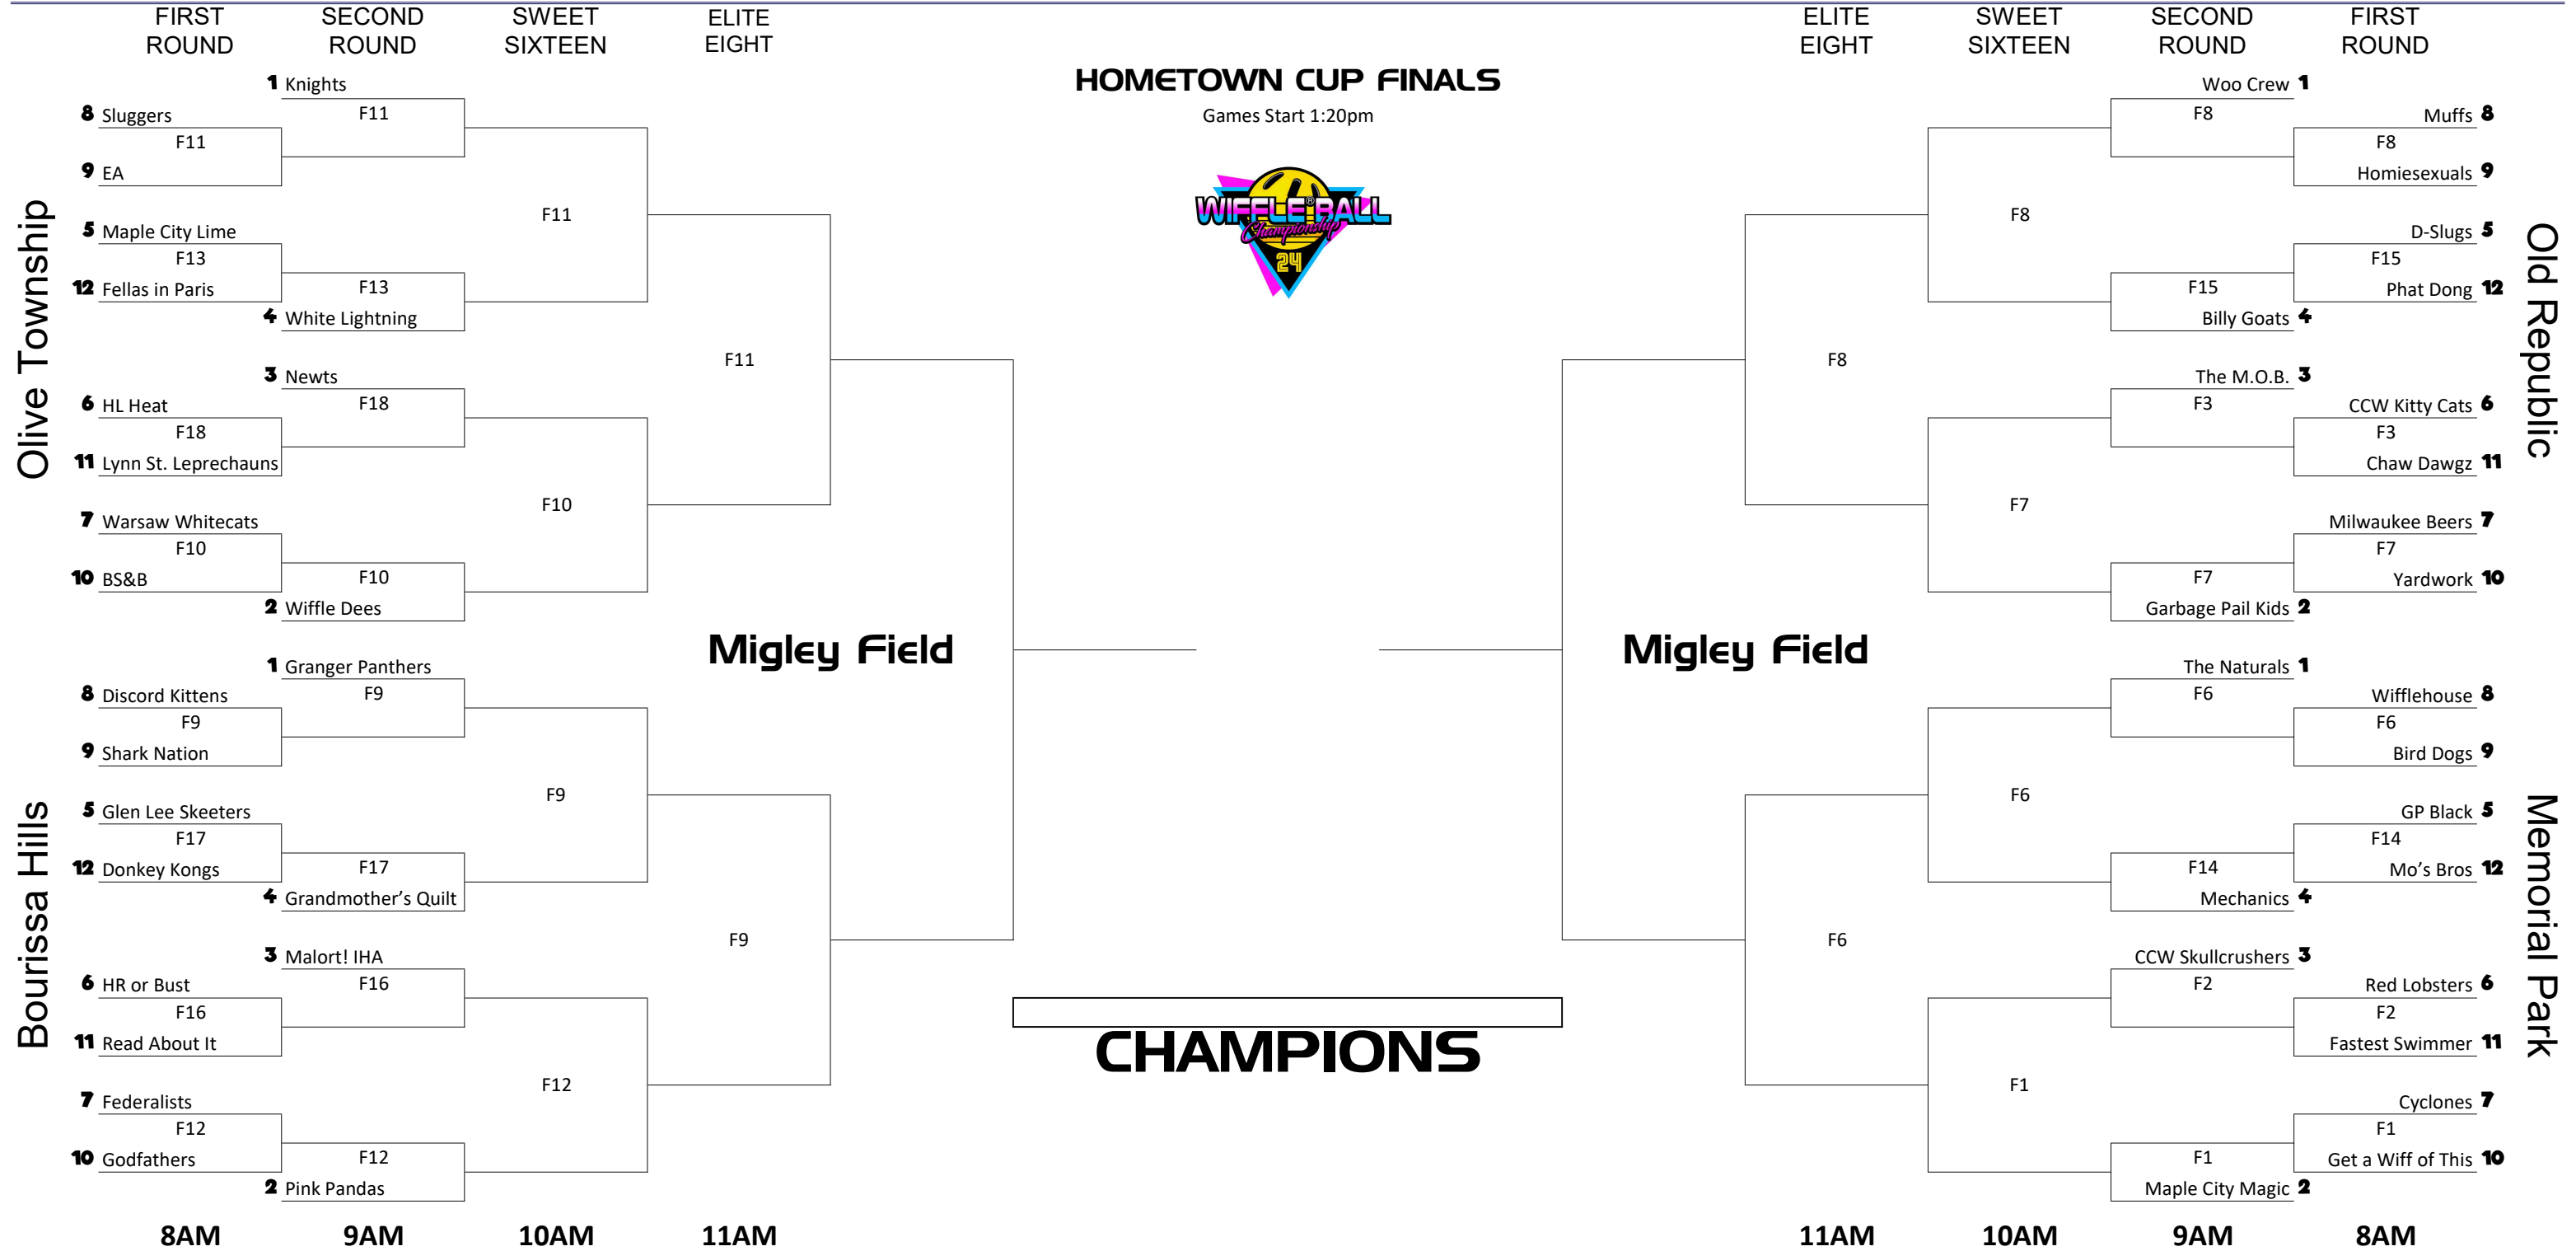 FIRST
ROUND
SECOND
ROUND
SWEET
SIXTEEN
ELITE
EIGHT
ELITE
EIGHT
SWEET
SIXTEEN
SECOND
ROUND
FIRST
ROUND
HOMETOWN CUP FINALS
Games Start 1:20pm
WIFFLE® BALL
Championship
24
Olive Township
1 Knights
8 Sluggers
F11
F11
9 EA
F11
5 Maple City Lime
F13
12 Fellas in Paris
F13
4 White Lightning
F11
3 Newts
6 HL Heat
F18
F18
11 Lynn St. Leprechauns
F10
7 Warsaw Whitecats
F10
10 BS&B
F10
2 Wiffle Dees
Migley Field
Bourissa Hills
1 Granger Panthers
8 Discord Kittens
F9
F9
9 Shark Nation
F9
5 Glen Lee Skeeters
F17
12 Donkey Kongs
F17
4 Grandmother’s Quilt
F9
3 Malort! IHA
6 HR or Bust
F16
F16
11 Read About It
F12
7 Federalists
F12
10 Godfathers
F12
2 Pink Pandas
8AM
9AM
10AM
11AM
CHAMPIONS
Old Republic
Woo Crew 1
Muffs 8
F8
F8
Homiesexuals 9
F8
D-Slugs 5
F15
Phat Dong 12
F15
Billy Goats 4
F8
The M.O.B. 3
CCW Kitty Cats 6
F3
F3
Chaw Dawgz 11
F7
Milwaukee Beers 7
F7
Yardwork 10
F7
Garbage Pail Kids 2
Migley Field
Memorial Park
The Naturals 1
Wifflehouse 8
F6
F6
Bird Dogs 9
F6
GP Black 5
F14
Mo’s Bros 12
F14
Mechanics 4
F6
CCW Skullcrushers 3
Red Lobsters 6
F2
F2
Fastest Swimmer 11
F1
Cyclones 7
F1
Get a Wiff of This 10
F1
Maple City Magic 2
11AM
10AM
9AM
8AM